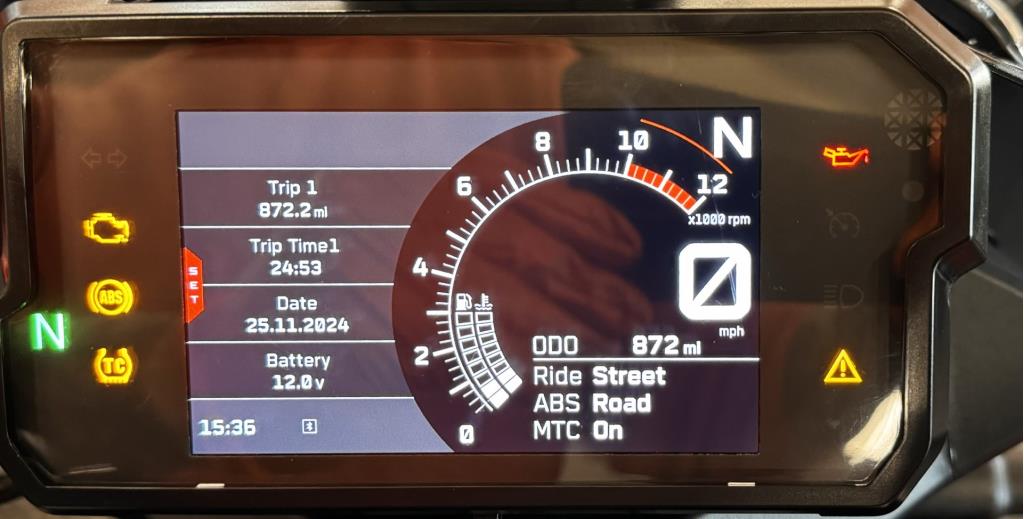 Trip 1
872.2 mi
Trip Time1
24:53
Date
25.11.2024
Battery
12.0 v
15:36
SET
0
2
4
6
8
10
12
N
x1000 rpm
0
mph
ODO 872 mi
Ride Street
ABS Road
MTC On
ABS
N
TC